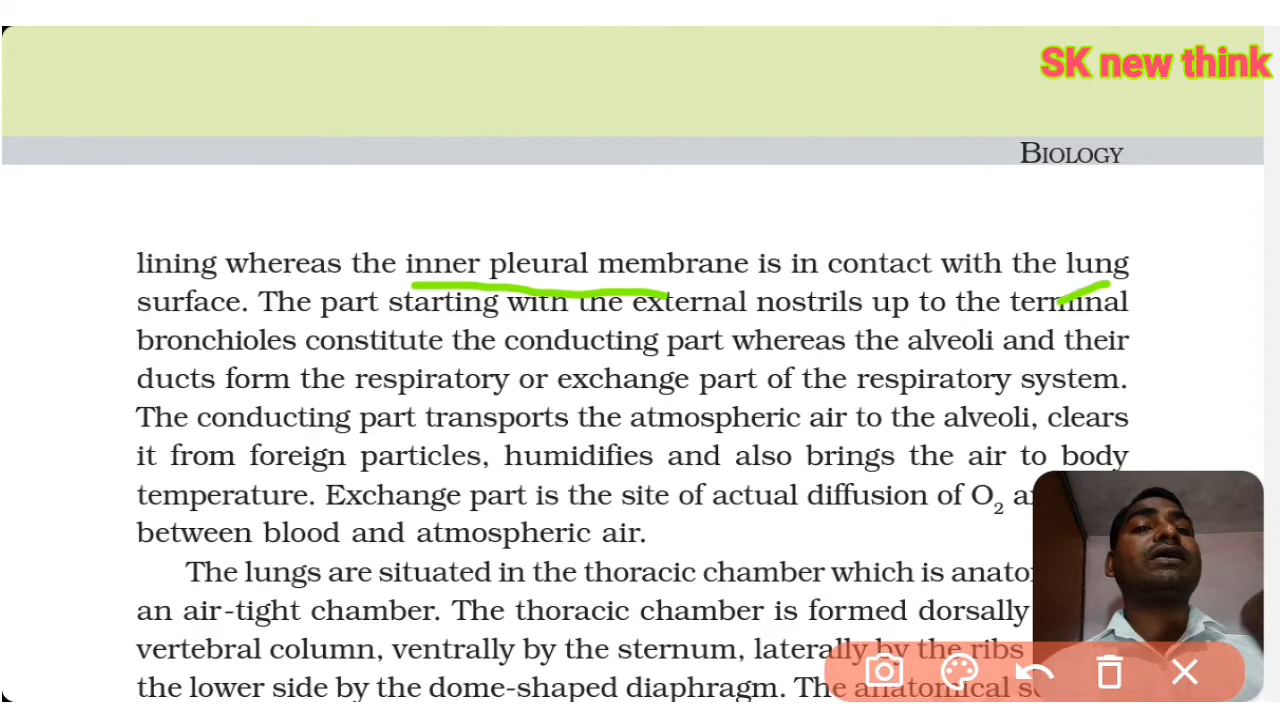 SK new think
BIOLOGY
lining whereas the inner pleural membrane is in contact with the lung
surface. The part starting with the external nostrils up to the terminal
bronchioles constitute the conducting part whereas the alveoli and their
ducts form the respiratory or exchange part of the respiratory system.
The conducting part transports the atmospheric air to the alveoli, clears
it from foreign particles, humidifies and also brings the air to body
temperature. Exchange part is the site of actual diffusion of O2
between blood and atmospheric air.
The lungs are situated in the thoracic chamber which is
an air-tight chamber. The thoracic chamber is formed dorsally
vertebral column, ventrally by the sternum, laterally by the ribs
the lower side by the dome-shaped diaphragm. The anatomical